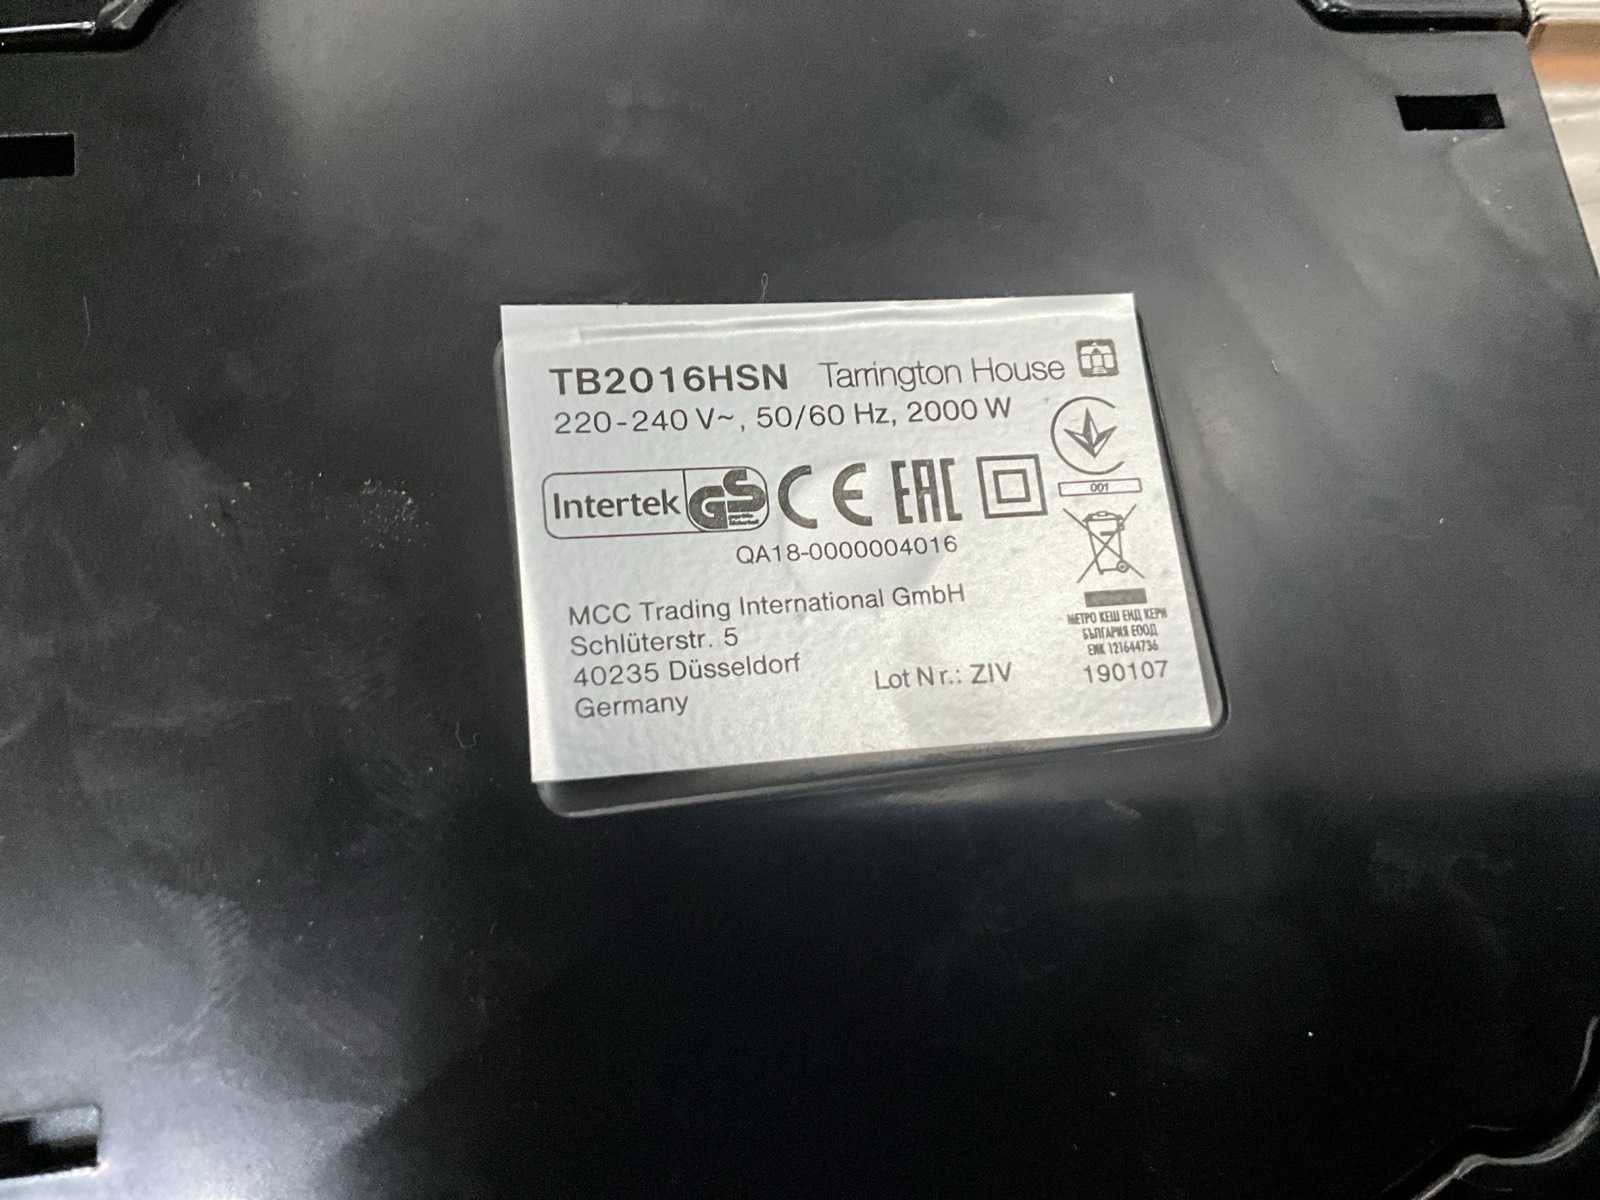 TB2016HSN Tarrington House
220-240 V~, 50/60 Hz, 2000 W
Intertek GS CE EAC
001
QA18-0000004016
MCC Trading International GmbH
Schlüterstr. 5
40235 Düsseldorf
Germany
Lot Nr.: ZIV
МЕТРО КЕШ ЕНД КЕРИ
БЪЛГАРИЯ ЕООД
ЕИК 121644736
190107